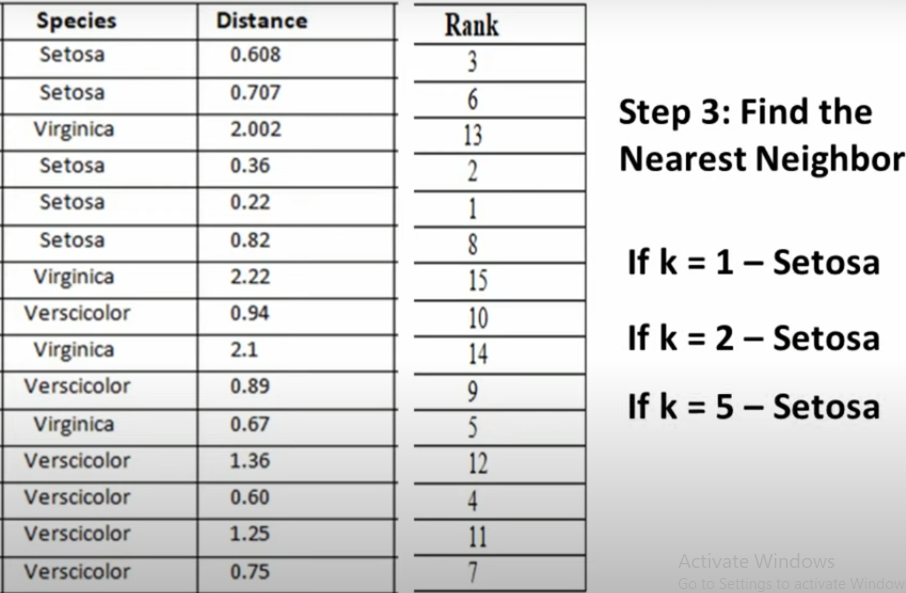 Species Distance Rank
Setosa 0.608 3
Setosa 0.707 6
Virginica 2.002 13
Setosa 0.36 2
Setosa 0.22 1
Setosa 0.82 8
Virginica 2.22 15
Verscicolor 0.94 10
Virginica 2.1 14
Verscicolor 0.89 9
Virginica 0.67 5
Verscicolor 1.36 12
Verscicolor 0.60 4
Verscicolor 1.25 11
Verscicolor 0.75 7
Step 3: Find the
Nearest Neighbor
If k = 1 – Setosa
If k = 2 – Setosa
If k = 5 – Setosa
Activate Windows
Go to Settings to activate Window